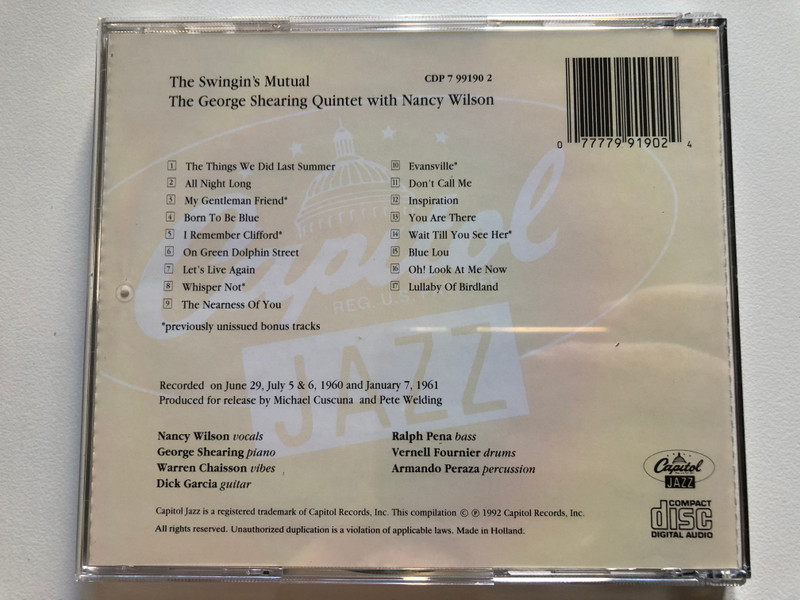 The Swingin's Mutual CDP 7 99190 2
The George Shearing Quintet with Nancy Wilson
0 77779 91902 4
1 The Things We Did Last Summer
2 All Night Long
3 My Gentleman Friend*
4 Born To Be Blue
5 I Remember Clifford*
6 On Green Dolphin Street
7 Let's Live Again
8 Whisper Not*
9 The Nearness Of You
10 Evansville*
11 Don't Call Me
12 Inspiration
13 You Are There
14 Wait Till You See Her*
15 Blue Lou
16 Oh! Look At Me Now
17 Lullaby Of Birdland
*previously unissued bonus tracks
Capitol
REG. U.S.
JAZZ
Recorded on June 29, July 5 & 6, 1960 and January 7, 1961
Produced for release by Michael Cuscuna and Pete Welding
Nancy Wilson vocals
George Shearing piano
Warren Chaisson vibes
Dick Garcia guitar
Ralph Pena bass
Vernell Fournier drums
Armando Peraza percussion
Capitol
JAZZ
COMPACT
disc
DIGITAL AUDIO
Capitol Jazz is a registered trademark of Capitol Records, Inc. This compilation © ℗ 1992 Capitol Records, Inc.
All rights reserved. Unauthorized duplication is a violation of applicable laws. Made in Holland.